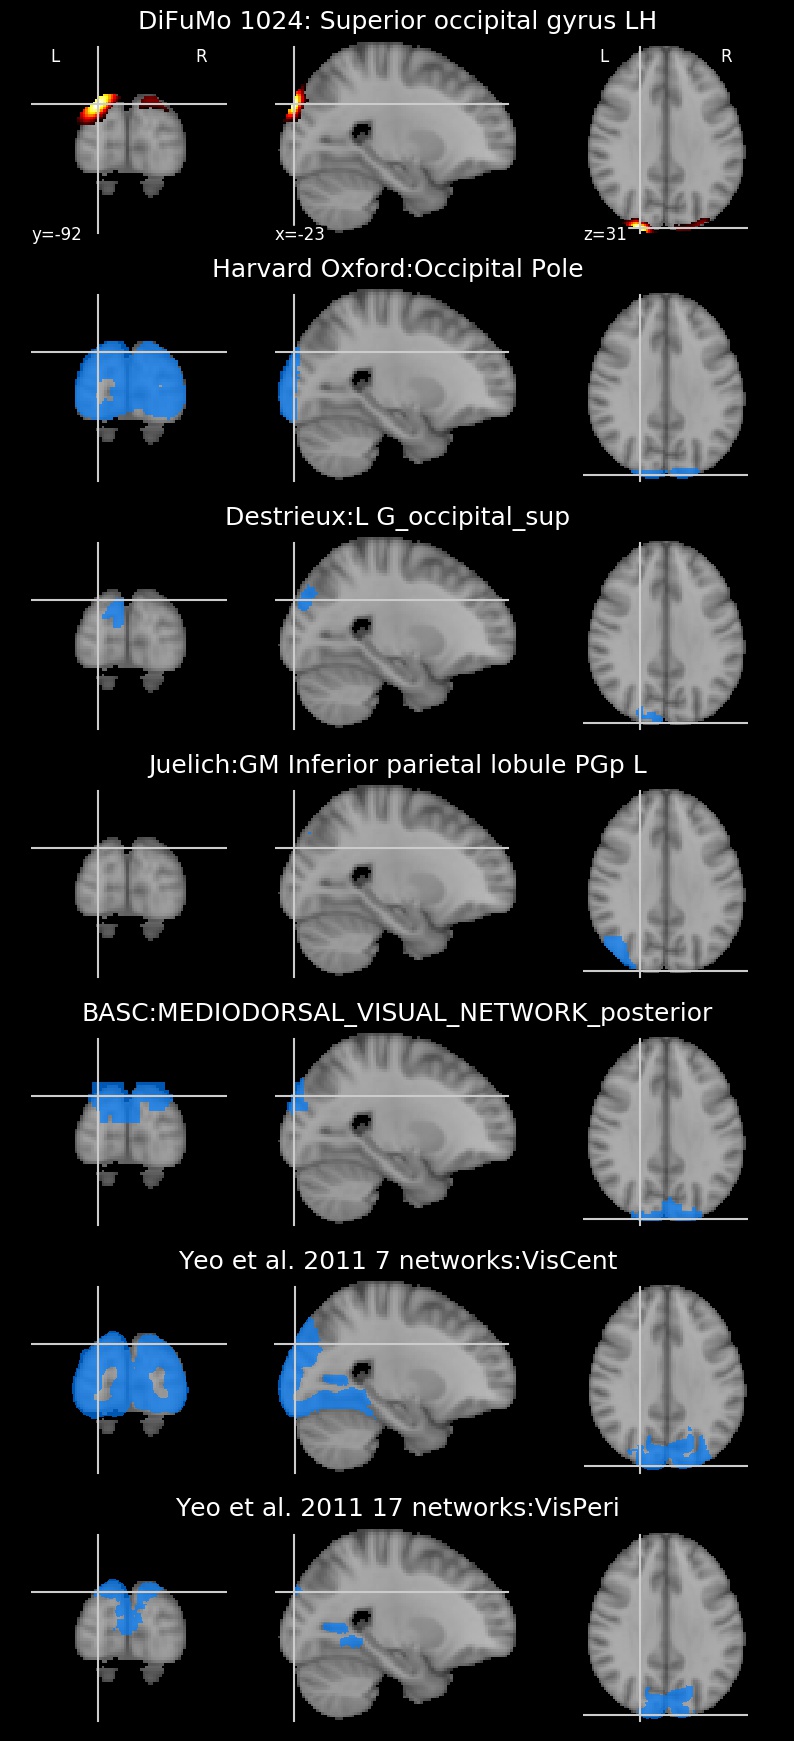 DiFuMo 1024: Superior occipital gyrus LH
L R L R
y=-92 x=-23 z=31
Harvard Oxford:Occipital Pole
Destrieux:L G_occipital_sup
Juelich:GM Inferior parietal lobule PGp L
BASC:MEDIODORSAL_VISUAL_NETWORK_posterior
Yeo et al. 2011 7 networks:VisCent
Yeo et al. 2011 17 networks:VisPeri